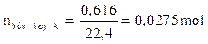 n = 0,616 / 22,4 = 0,0275 mol